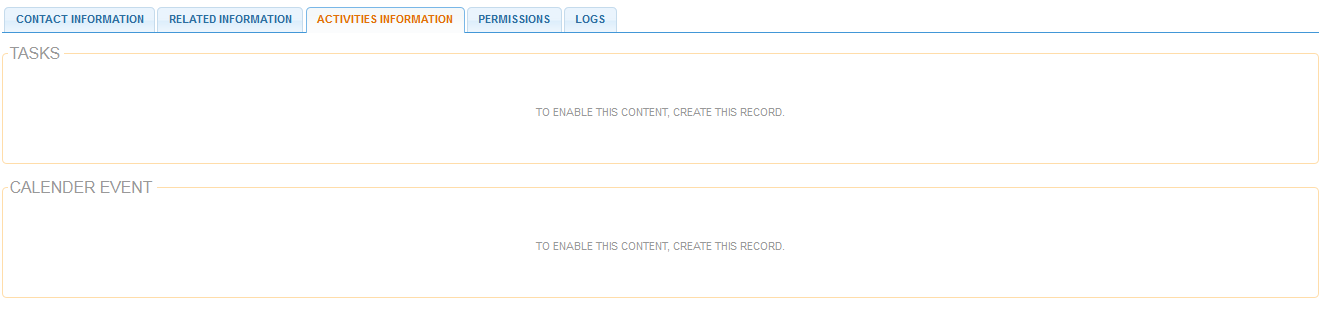 CONTACT INFORMATION RELATED INFORMATION ACTIVITIES INFORMATION PERMISSIONS LOGS
TASKS
TO ENABLE THIS CONTENT, CREATE THIS RECORD.
CALENDER EVENT
TO ENABLE THIS CONTENT, CREATE THIS RECORD.